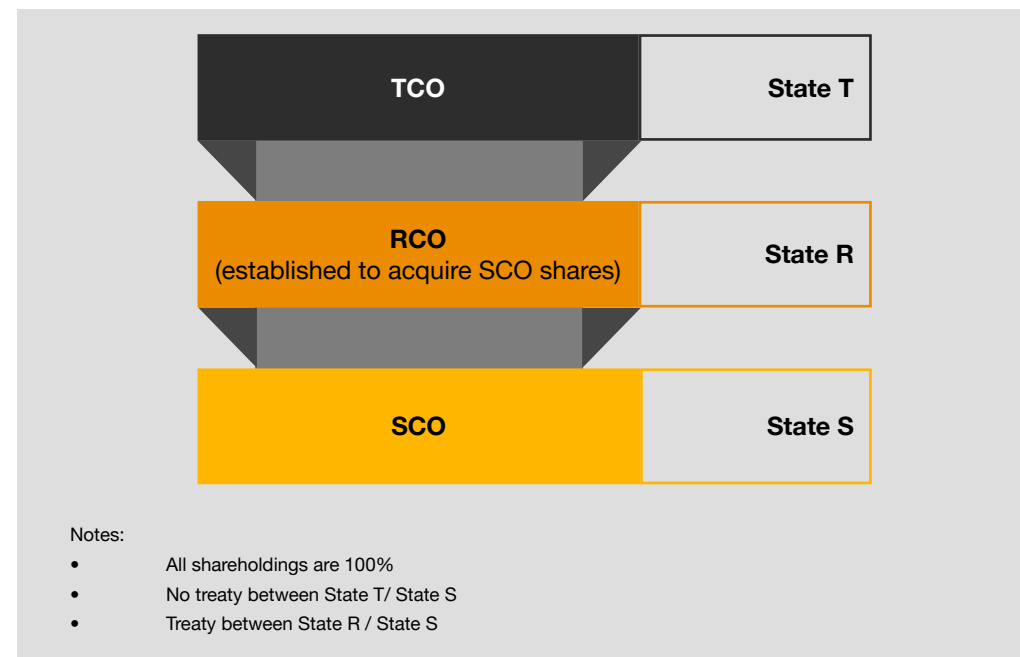 TCO
State T
RCO
(established to acquire SCO shares)
State R
SCO
State S
Notes:
• All shareholdings are 100%
• No treaty between State T/ State S
• Treaty between State R / State S